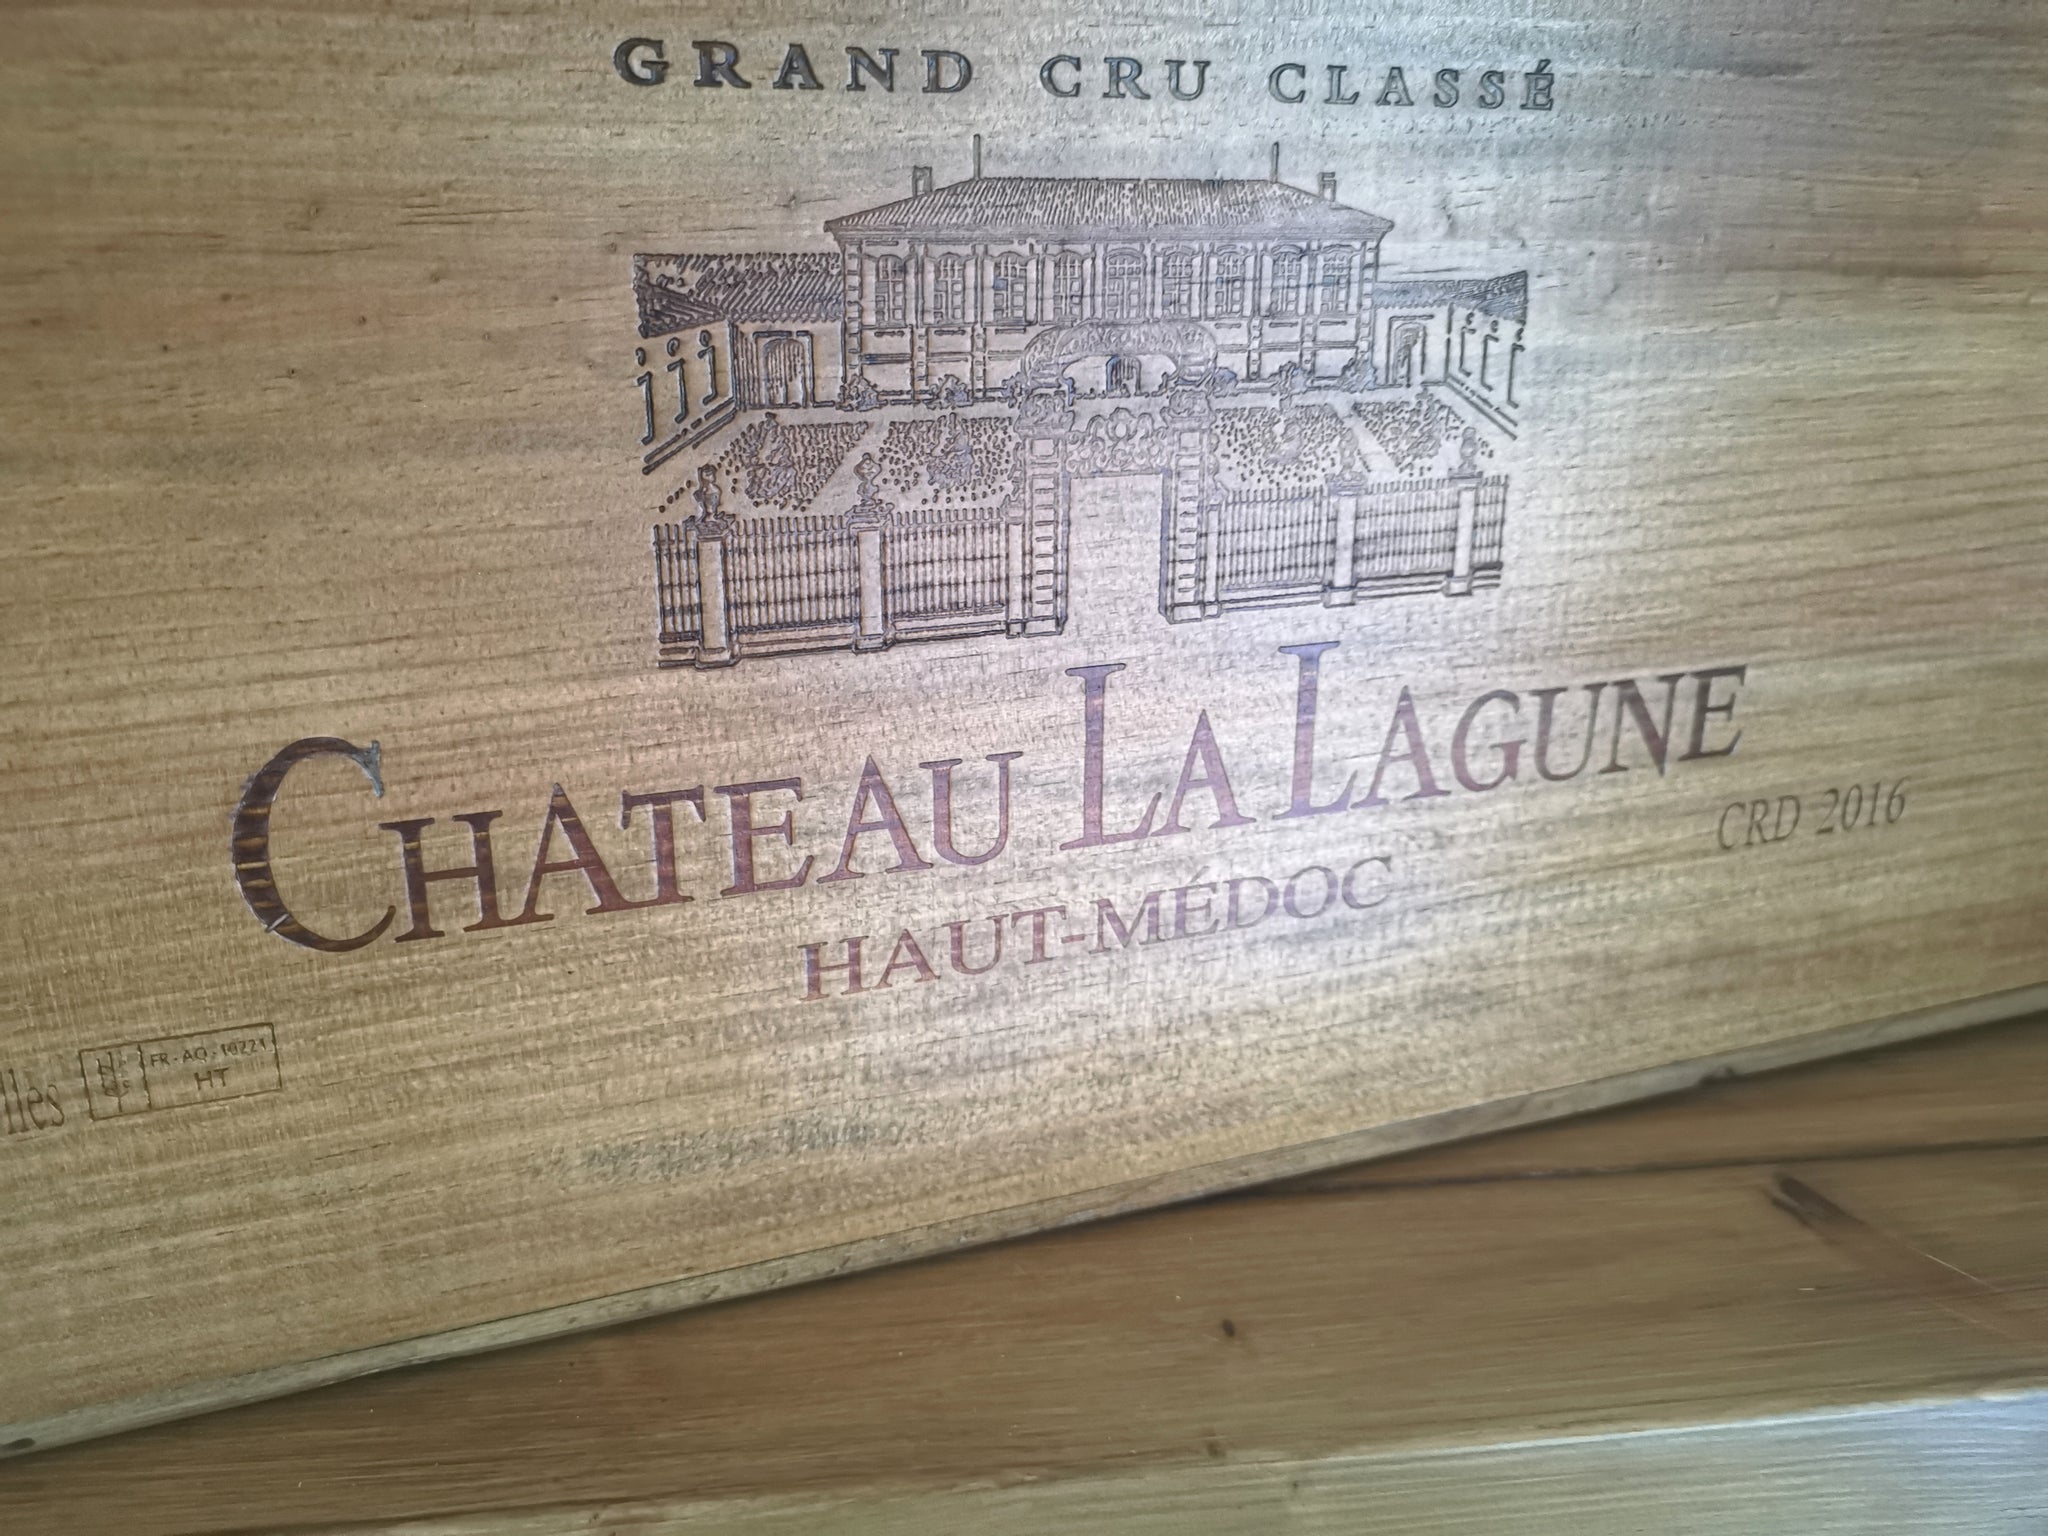 GRAND CRU CLASSÉ
CHATEAU LA LAGUNE
CRD 2016
HAUT-MÉDOC
FR-AQ-10221
HT